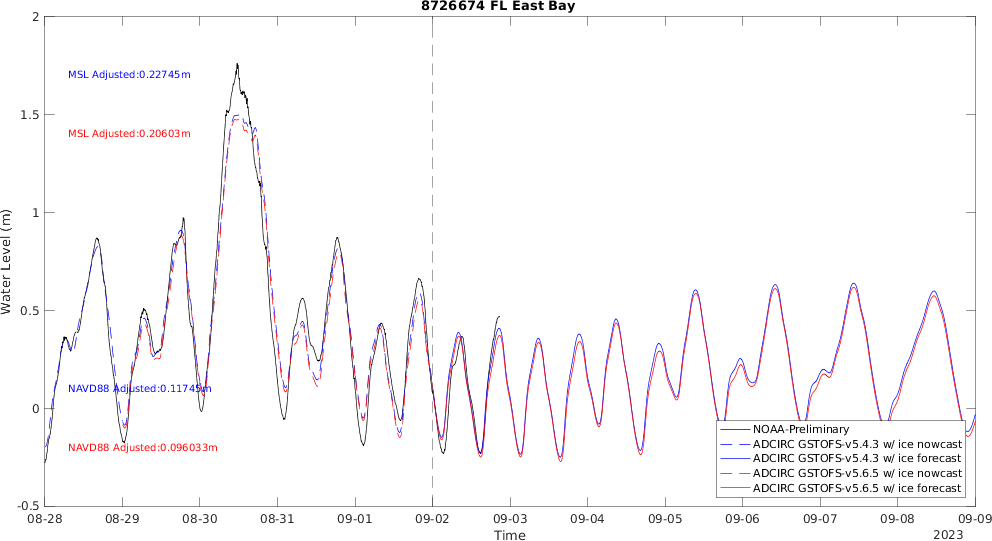 8726674 FL East Bay
2
1.5
1
0.5
0
-0.5
Water Level (m)
MSL Adjusted:0.22745m
MSL Adjusted:0.20603m
NAVD88 Adjusted:0.11745m
NAVD88 Adjusted:0.096033m
NOAA-Preliminary
ADCIRC GSTOFS-v5.4.3 w/ ice nowcast
ADCIRC GSTOFS-v5.4.3 w/ ice forecast
ADCIRC GSTOFS-v5.6.5 w/ ice nowcast
ADCIRC GSTOFS-v5.6.5 w/ ice forecast
08-28 08-29 08-30 08-31 09-01 09-02 09-03 09-04 09-05 09-06 09-07 09-08 09-09
Time
2023